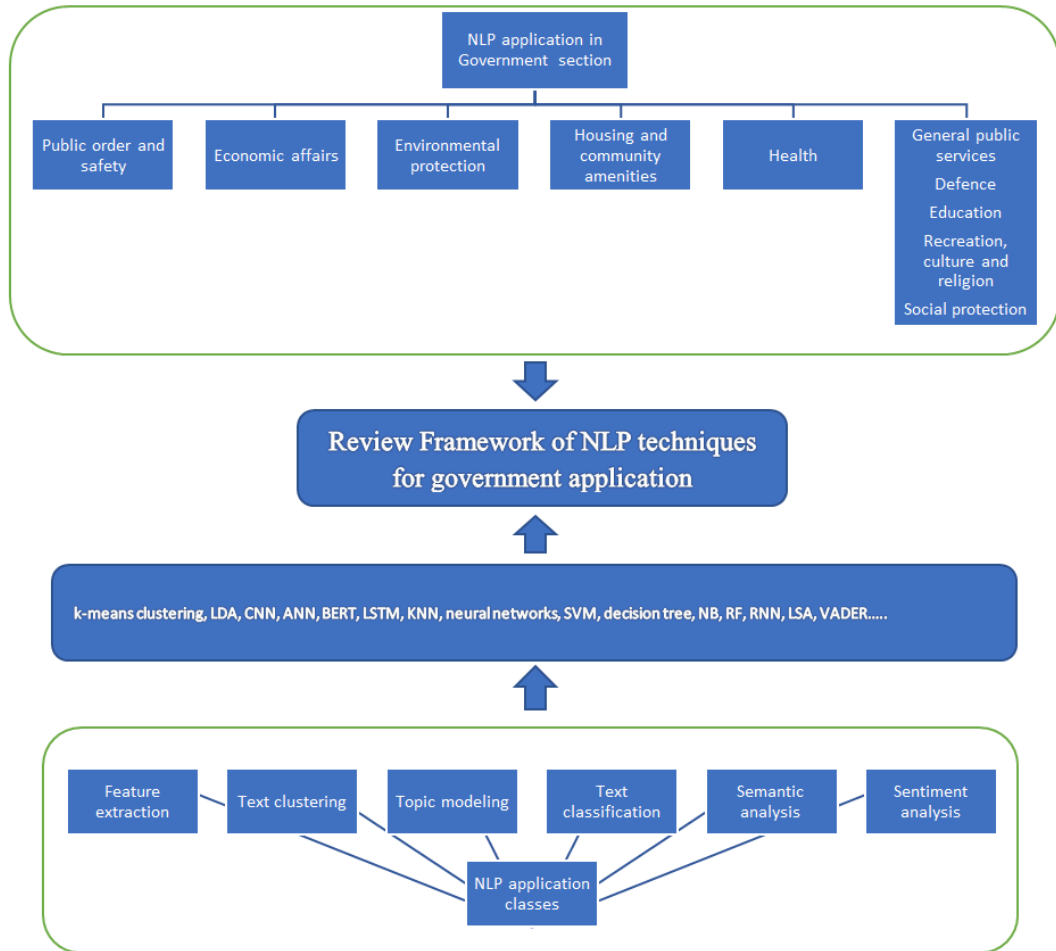 NLP application in
Government section
Public order and
safety
Economic affairs
Environmental
protection
Housing and
community
amenities
Health
General public
services
Defence
Education
Recreation,
culture and
religion
Social protection
Review Framework of NLP techniques
for government application
k-means clustering, LDA, CNN, ANN, BERT, LSTM, KNN, neural networks, SVM, decision tree, NB, RF, RNN, LSA, VADER.....
Feature
extraction
Text clustering
Topic modeling
Text
classification
Semantic
analysis
Sentiment
analysis
NLP application
classes